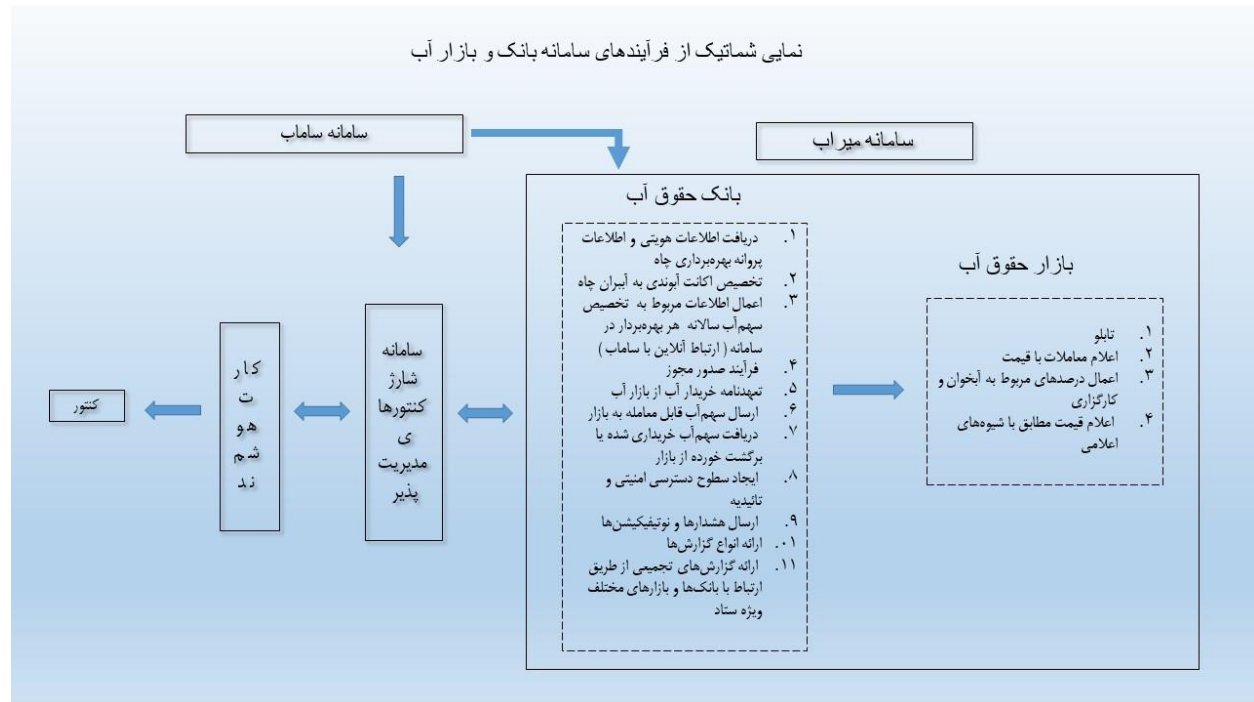 نمایی شماتیک از فرآیندهای سامانه بانک و بازار آب
سامانه میراب
سامانه ساماب
بانک حقوق آب
۱. دریافت اطلاعات هویتی و اطلاعات
پروانه بهره‌برداری چاه
۲. تخصیص اکانت آبوندی به آببران چاه
۳. اعمال اطلاعات مربوط به تخصیص
سهم‌آب سالانه هر بهره‌بردار در
سامانه ( ارتباط آنلاین با ساماب )
۴. فرآیند صدور مجوز
۵. تعهدنامه خریدار آب از بازار آب
۶. ارسال سهم‌آب قابل معامله به بازار
۷. دریافت سهم‌آب خریداری شده یا
برگشت خورده از بازار
۸. ایجاد سطوح دسترسی امنیتی و
تائیدیه
۹. ارسال هشدارها و نوتیفیکیشن‌ها
۰۱. ارائه انواع گزارش‌ها
۱۱. ارائه گزارش‌های تجمیعی از طریق
ارتباط با بانک‌ها و بازارهای مختلف
ویژه ستاد
بازار حقوق آب
۱. تابلو
۲. اعلام معاملات با قیمت
۳. اعمال درصدهای مربوط به آبخوان و
کارگزاری
۴. اعلام قیمت مطابق با شیوه‌های
اعلامی
سامانه
شارژ
کنتورها
ی
مدیریت
پذیر
کار
ت
هو
شم
ند
کنتور